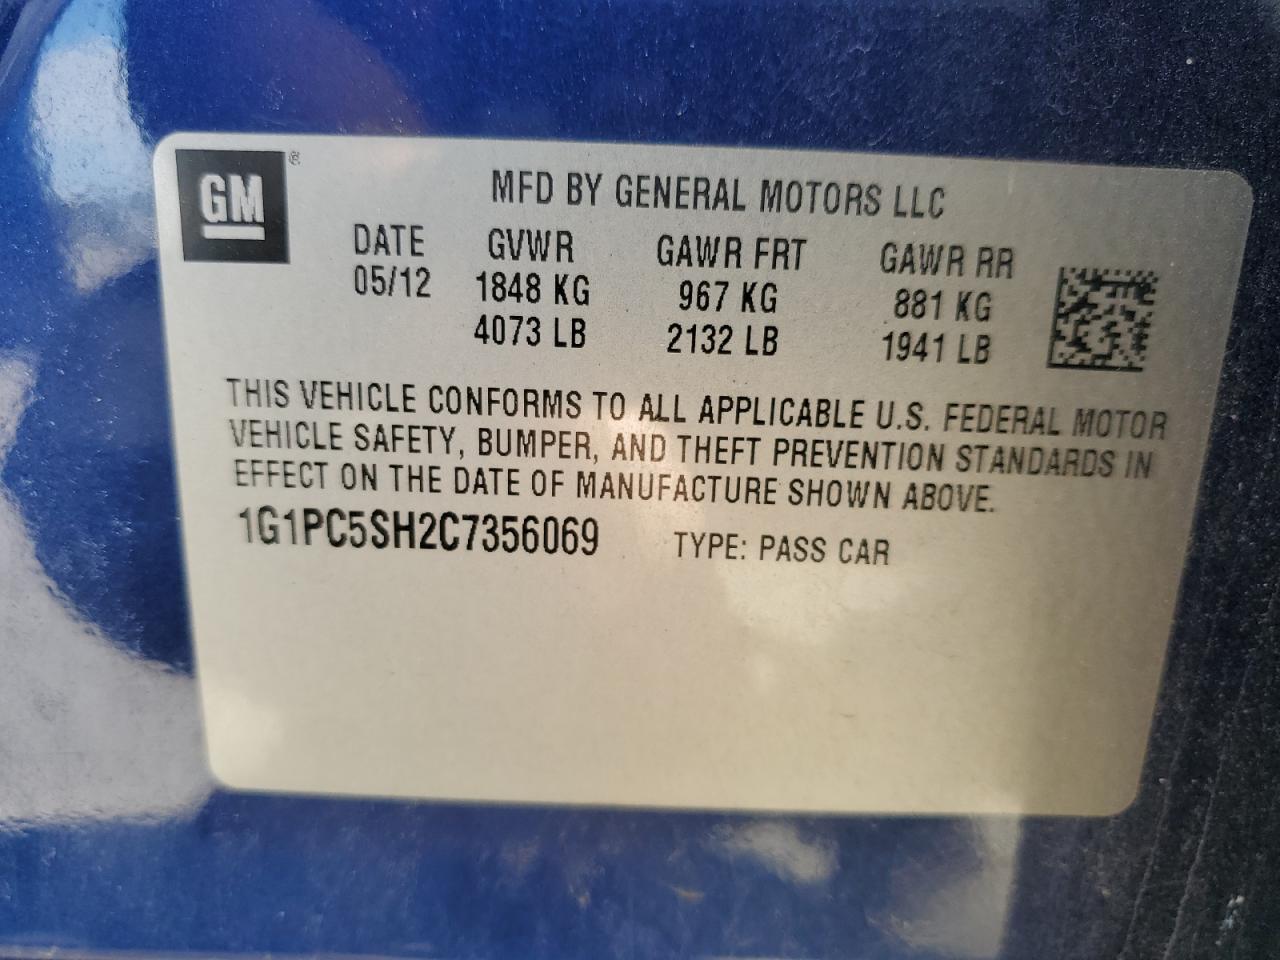 GM ®
MFD BY GENERAL MOTORS LLC
DATE GVWR GAWR FRT GAWR RR
05/12 1848 KG 967 KG 881 KG
4073 LB 2132 LB 1941 LB
THIS VEHICLE CONFORMS TO ALL APPLICABLE U.S. FEDERAL MOTOR
VEHICLE SAFETY, BUMPER, AND THEFT PREVENTION STANDARDS IN
EFFECT ON THE DATE OF MANUFACTURE SHOWN ABOVE.
1G1PC5SH2C7356069 TYPE: PASS CAR